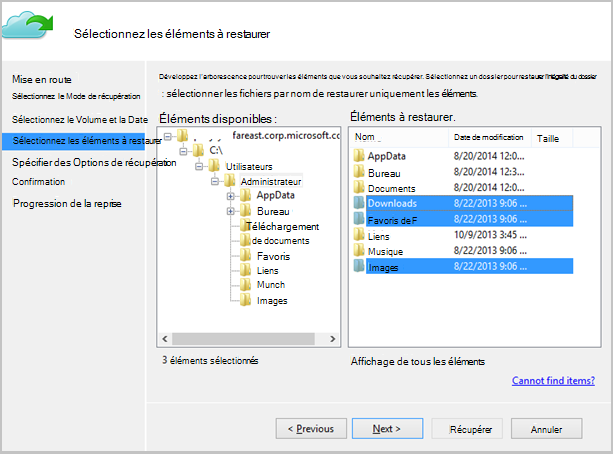 Sélectionnez les éléments à restaurer
Mise en route
Sélectionnez le Mode de récupération
Sélectionnez le Volume et la Date
Sélectionnez les éléments à restaurer
Spécifier des Options de récupération
Confirmation
Progression de la reprise
Développez l'arborescence pour trouver les éléments que vous souhaitez récupérer. Sélectionnez un dossier pour restaurer l'intégralité du dossier
: sélectionner les fichiers par nom de restaurer uniquement les éléments.
Éléments disponibles :
fareast.corp.microsoft.co
C:\
Utilisateurs
Administrateur
AppData
Bureau
Téléchargement
de documents
Favoris
Liens
Munch
Images
3 éléments sélectionnés
Éléments à restaurer.
Nom Date de modification Taille
AppData 8/20/2014 12:0...
Bureau 8/20/2014 12:3...
Documents 8/20/2014 12:0...
Downloads 8/22/2013 9:06 ...
Favoris de F 8/22/2013 9:06 ...
Liens 10/9/2013 3:45 ...
Musique 8/22/2013 9:06 ...
Images 8/22/2013 9:06 ...
Affichage de tous les éléments
Cannot find items?
< Previous
Next >
Récupérer
Annuler